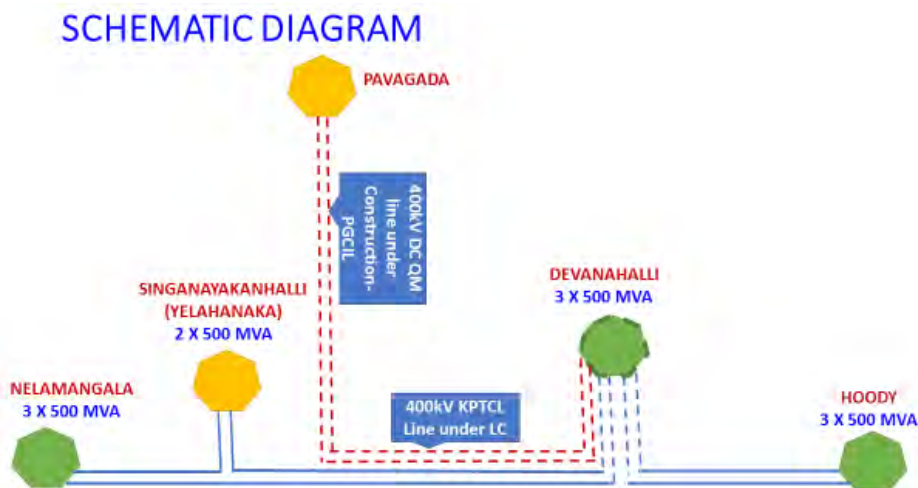 SCHEMATIC DIAGRAM
PAVAGADA
400kV DC QM
line under
Construction-
PGCIL
DEVANAHALLI
3 X 500 MVA
SINGANAYAKANHALLI
(YELAHANAKA)
2 X 500 MVA
NELAMANGALA
3 X 500 MVA
400kV KPTCL
Line under LC
HOODY
3 X 500 MVA